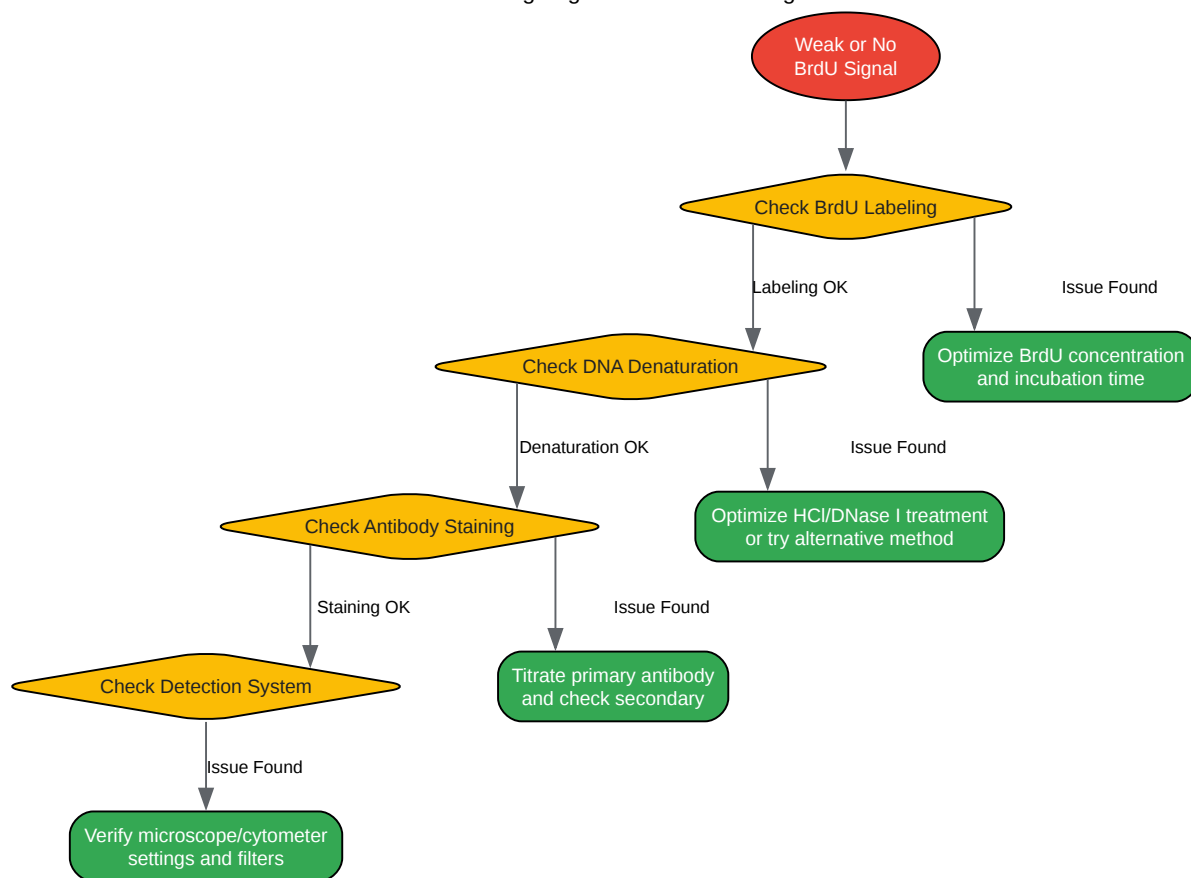 Weak or No
BrdU Signal
Check BrdU Labeling
Labeling OK
Issue Found
Optimize BrdU concentration
and incubation time
Check DNA Denaturation
Denaturation OK
Issue Found
Optimize HCl/DNase I treatment
or try alternative method
Check Antibody Staining
Staining OK
Issue Found
Titrate primary antibody
and check secondary
Check Detection System
Issue Found
Verify microscope/cytometer
settings and filters